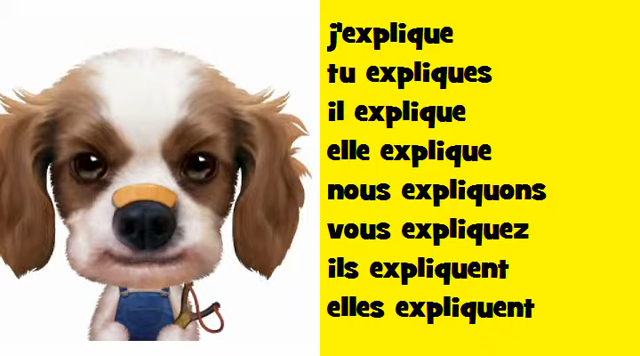 j'explique
tu expliques
il explique
elle explique
nous expliquons
vous expliquez
ils expliquent
elles expliquent